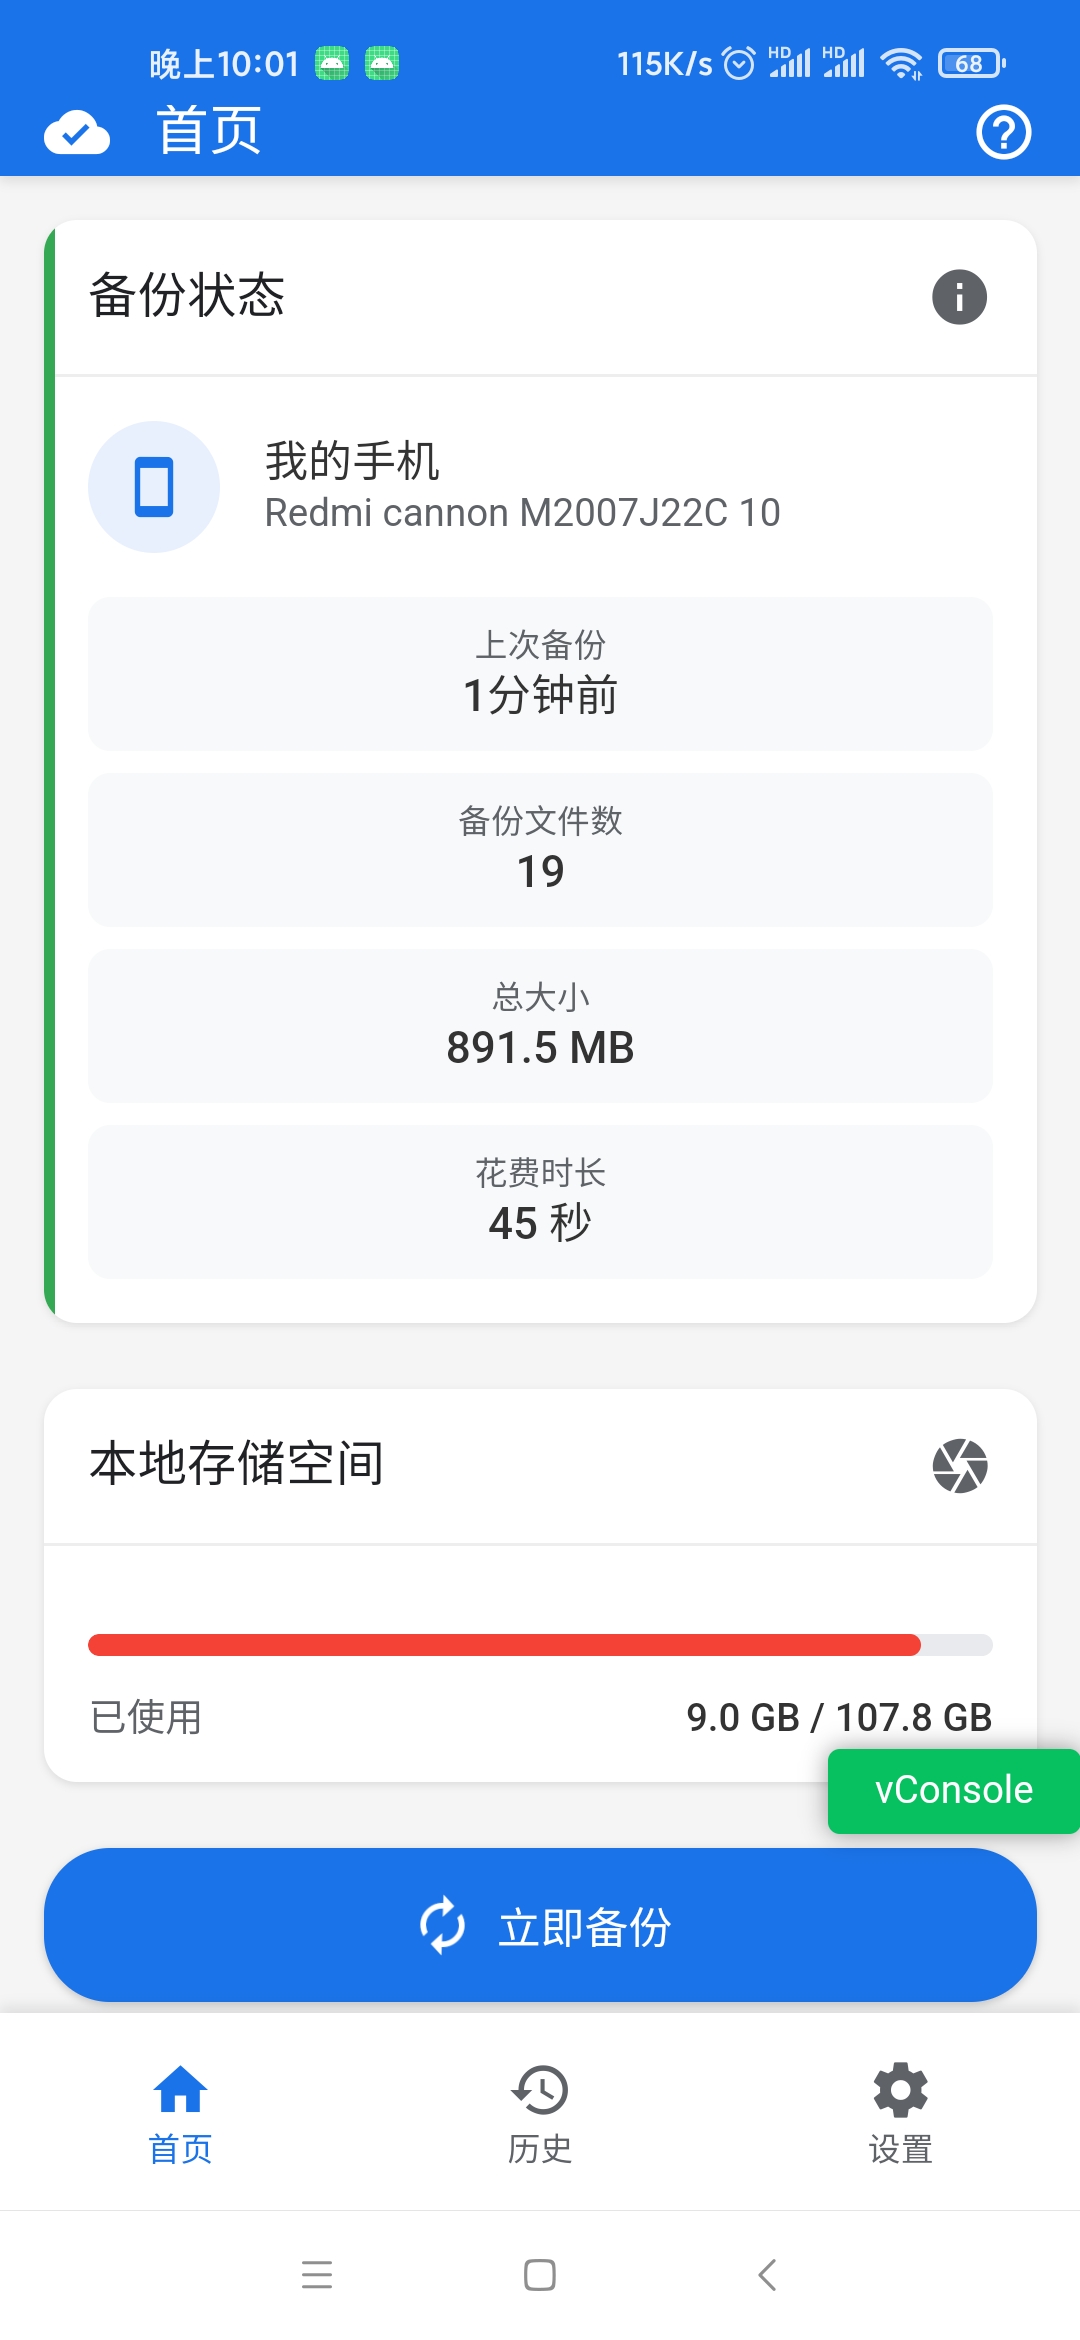 晚上10:01 115K/s HD HD 68
首页
备份状态
我的手机
Redmi cannon M2007J22C 10
上次备份
1分钟前
备份文件数
19
总大小
891.5 MB
花费时长
45 秒
本地存储空间
已使用 9.0 GB / 107.8 GB
vConsole
立即备份
首页 历史 设置